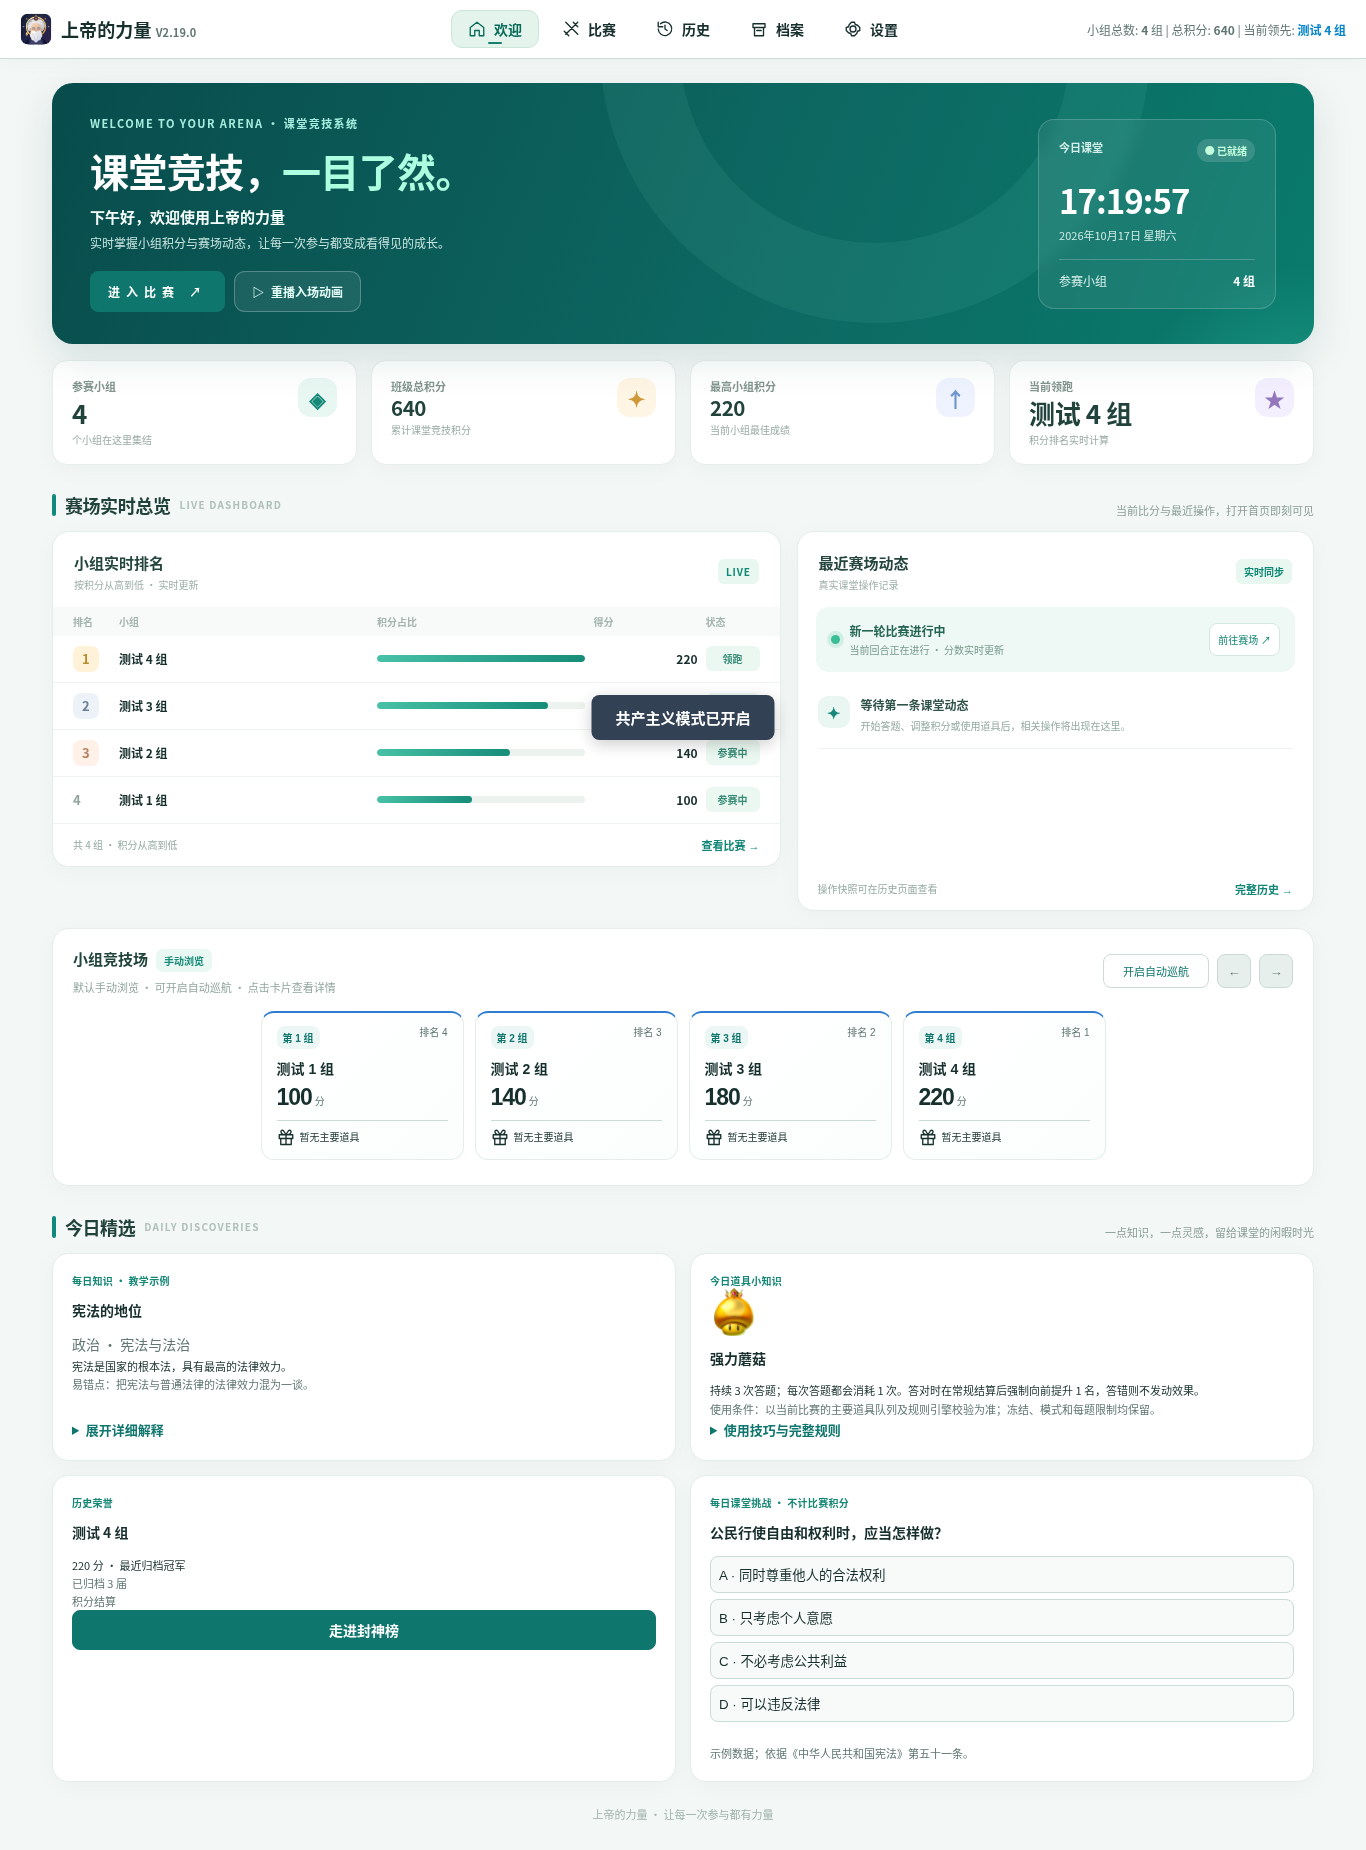 上帝的力量 V2.19.0
欢迎
比赛
历史
档案
设置
小组总数: 4 组 | 总积分: 640 | 当前领先: 测试 4 组
WELCOME TO YOUR ARENA · 课堂竞技系统
课堂竞技，一目了然。
下午好，欢迎使用上帝的力量
实时掌握小组积分与赛场动态，让每一次参与都变成看得见的成长。
进入比赛 ↗
▷ 重播入场动画
今日课堂
已就绪
17:19:57
2026年10月17日 星期六
参赛小组 4 组
参赛小组
4
个小组在这里集结
班级总积分
640
累计课堂竞技积分
最高小组积分
220
当前小组最佳成绩
当前领跑
测试 4 组
积分排名实时计算
赛场实时总览 LIVE DASHBOARD
当前比分与最近操作，打开首页即刻可见
小组实时排名
按积分从高到低 · 实时更新
LIVE
排名 小组 积分占比 得分 状态
1 测试 4 组 220 领跑
2 测试 3 组
共产主义模式已开启
3 测试 2 组 140 参赛中
4 测试 1 组 100 参赛中
共 4 组 · 积分从高到低
查看比赛 →
最近赛场动态
真实课堂操作记录
实时同步
新一轮比赛进行中
当前回合正在进行 · 分数实时更新
前往赛场 ↗
等待第一条课堂动态
开始答题、调整积分或使用道具后，相关操作将出现在这里。
操作快照可在历史页面查看
完整历史 →
小组竞技场 手动浏览
默认手动浏览 · 可开启自动巡航 · 点击卡片查看详情
开启自动巡航
←
→
第 1 组 排名 4
测试 1 组
100 分
暂无主要道具
第 2 组 排名 3
测试 2 组
140 分
暂无主要道具
第 3 组 排名 2
测试 3 组
180 分
暂无主要道具
第 4 组 排名 1
测试 4 组
220 分
暂无主要道具
今日精选 DAILY DISCOVERIES
一点知识，一点灵感，留给课堂的闲暇时光
每日知识 · 教学示例
宪法的地位
政治 · 宪法与法治
宪法是国家的根本法，具有最高的法律效力。
易错点：把宪法与普通法律的法律效力混为一谈。
▶ 展开详细解释
今日道具小知识
强力蘑菇
持续 3 次答题；每次答题都会消耗 1 次。答对时在常规结算后强制向前提升 1 名，答错则不发动效果。
使用条件：以当前比赛的主要道具队列及规则引擎校验为准；冻结、模式和每题限制均保留。
▶ 使用技巧与完整规则
历史荣誉
测试 4 组
220 分 · 最近归档冠军
已归档 3 届
积分结算
走进封神榜
每日课堂挑战 · 不计比赛积分
公民行使自由和权利时，应当怎样做？
A · 同时尊重他人的合法权利
B · 只考虑个人意愿
C · 不必考虑公共利益
D · 可以违反法律
示例数据；依据《中华人民共和国宪法》第五十一条。
上帝的力量 · 让每一次参与都有力量